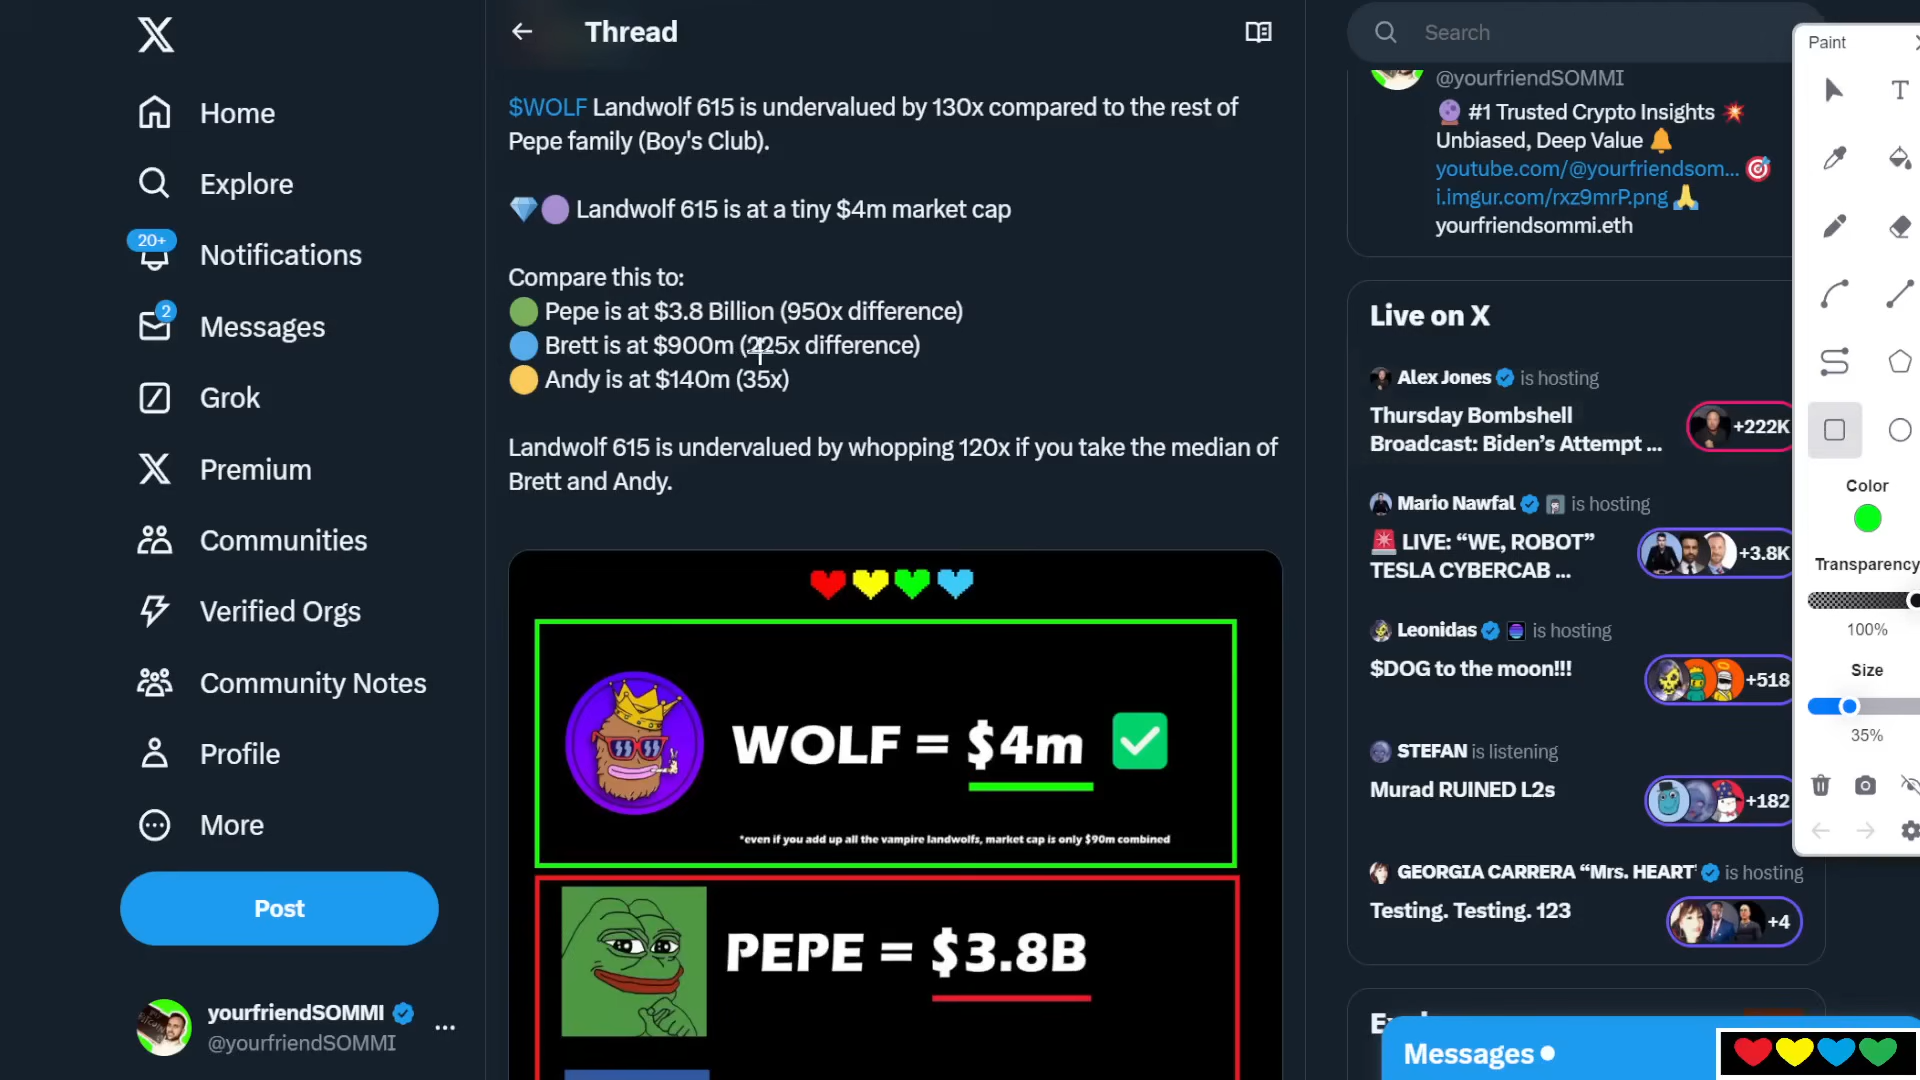 Home
Explore
20+
Notifications
2
Messages
Grok
Premium
Communities
Verified Orgs
Community Notes
Profile
More
Post
yourfriendSOMMI
@yourfriendSOMMI
Thread
$WOLF Landwolf 615 is undervalued by 130x compared to the rest of
Pepe family (Boy's Club).
Landwolf 615 is at a tiny $4m market cap
Compare this to:
Pepe is at $3.8 Billion (950x difference)
Brett is at $900m (225x difference)
Andy is at $140m (35x)
Landwolf 615 is undervalued by whopping 120x if you take the median of
Brett and Andy.
WOLF = $4m
*even if you add up all the vampire landwolfs, market cap is only $90m combined
PEPE = $3.8B
Search
@yourfriendSOMMI
#1 Trusted Crypto Insights
Unbiased, Deep Value
youtube.com/@yourfriendsom...
i.imgur.com/rxz9mrP.png
yourfriendsommi.eth
Live on X
Alex Jones is hosting
Thursday Bombshell
Broadcast: Biden’s Attempt ...
+222K
Mario Nawfal is hosting
LIVE: “WE, ROBOT”
TESLA CYBERCAB ...
+3.8K
Leonidas is hosting
$DOG to the moon!!!
+518
STEFAN is listening
Murad RUINED L2s
+182
GEORGIA CARRERA “Mrs. HEART is hosting
Testing. Testing. 123
+4
Messages
Paint
T
Color
Transparency
100%
Size
35%